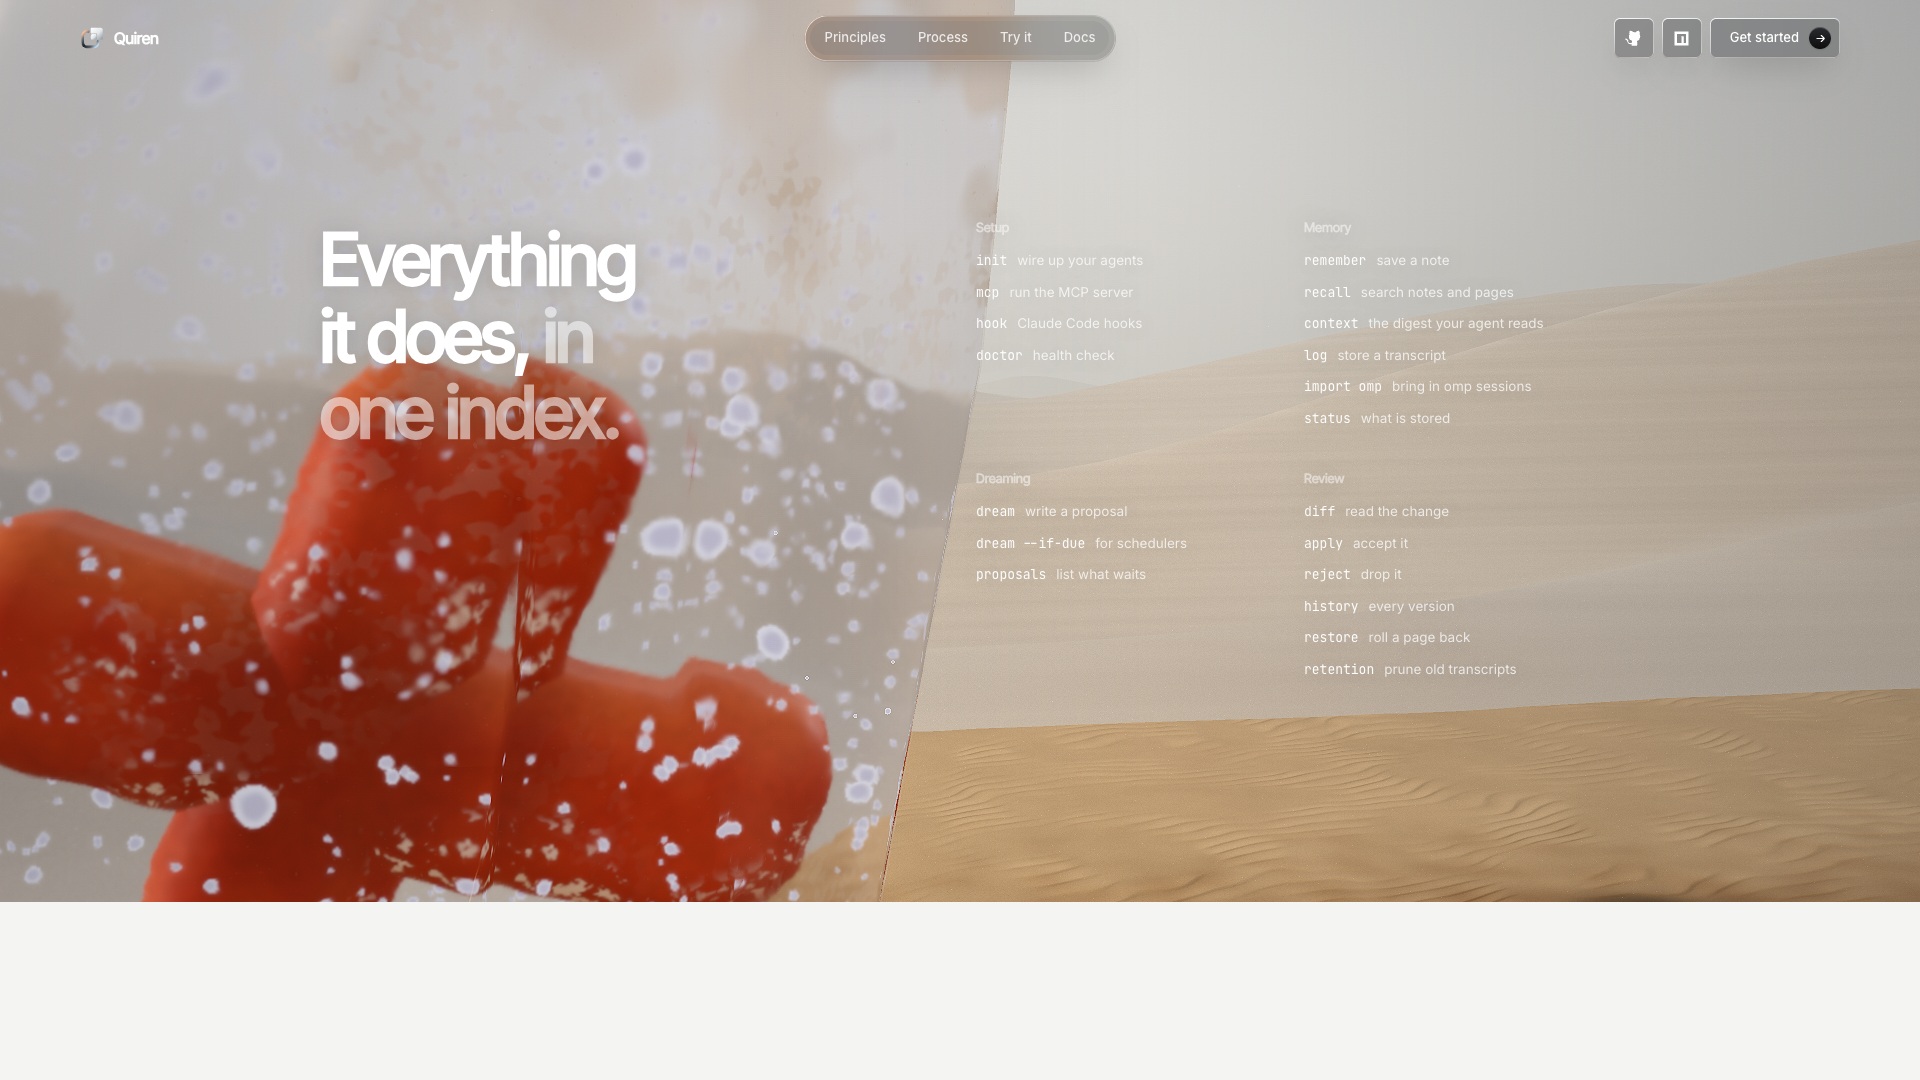 Quiren
Principles
Process
Try it
Docs
Get started
Everything
it does, in
one index.
Setup
init wire up your agents
mcp run the MCP server
hook Claude Code hooks
doctor health check
Memory
remember save a note
recall search notes and pages
context the digest your agent reads
log store a transcript
import omp bring in omp sessions
status what is stored
Dreaming
dream write a proposal
dream --if-due for schedulers
proposals list what waits
Review
diff read the change
apply accept it
reject drop it
history every version
restore roll a page back
retention prune old transcripts